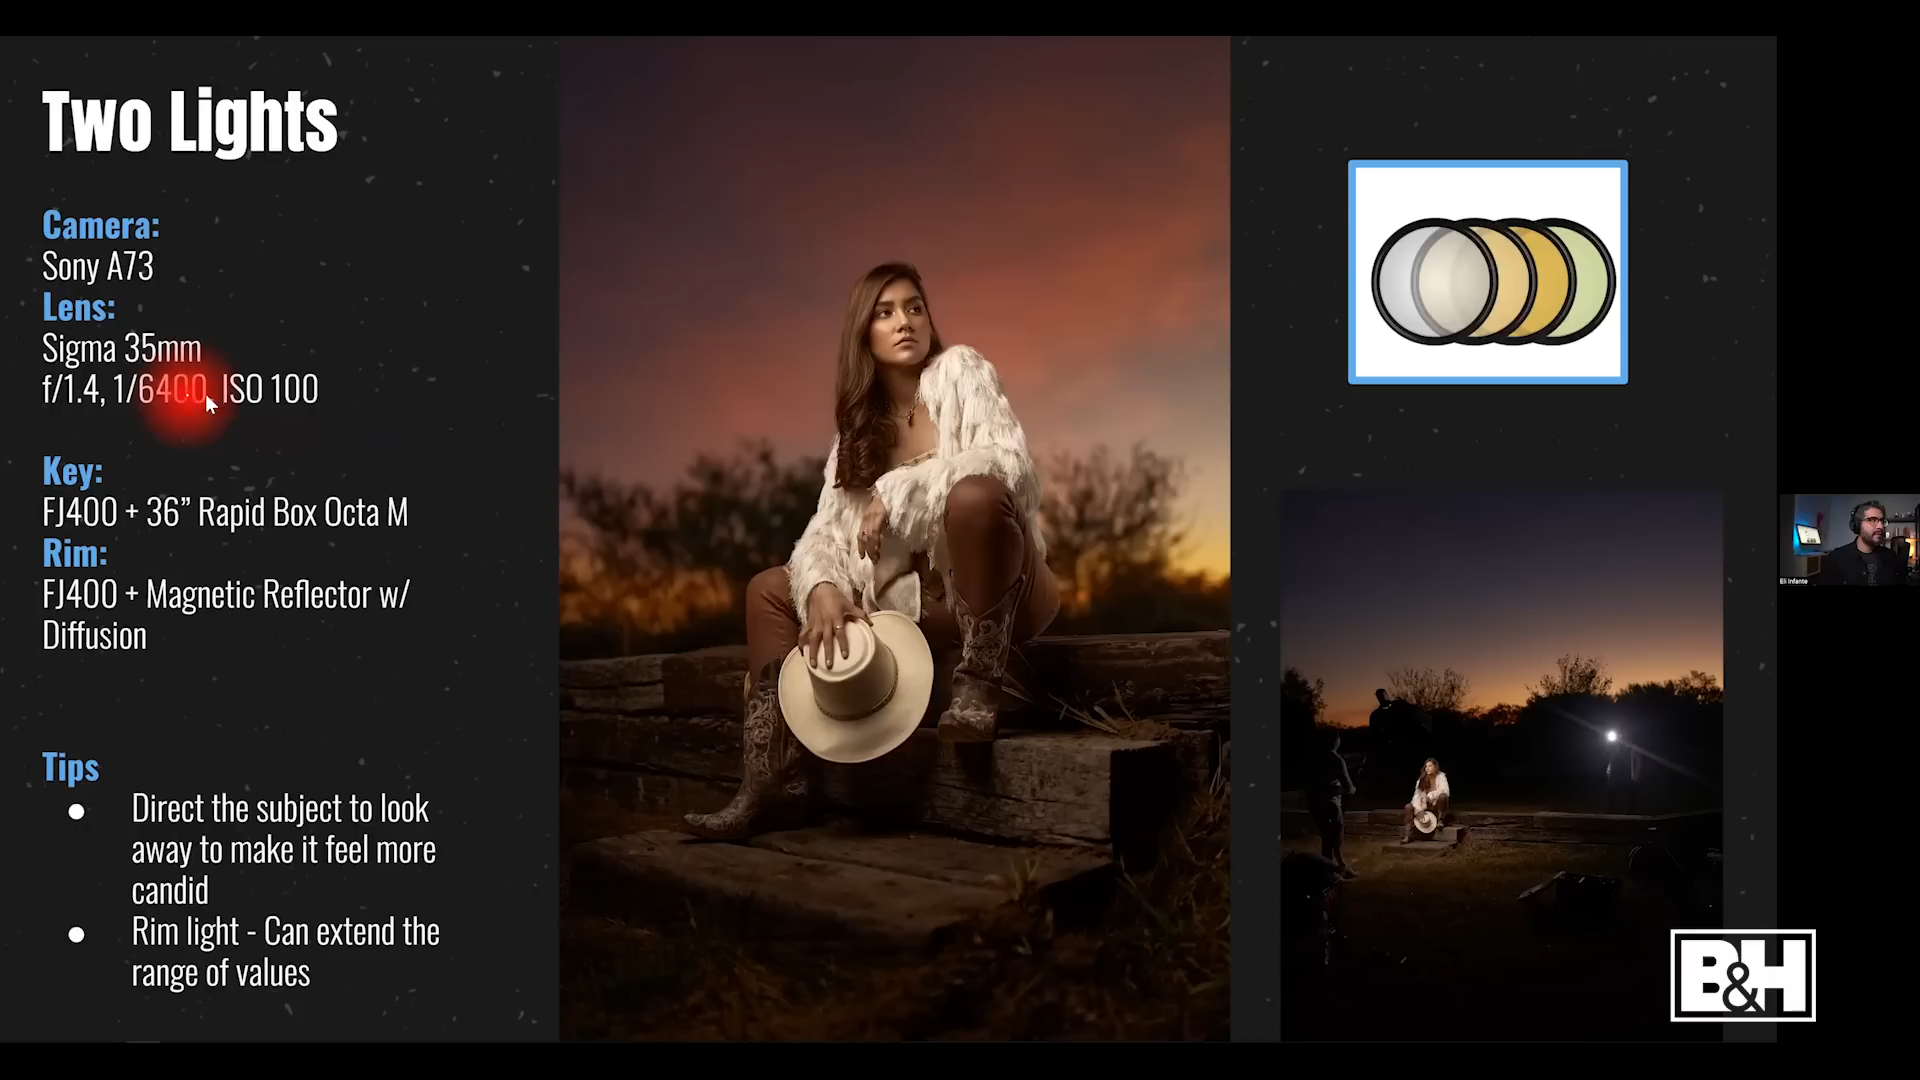 Two Lights
Camera:
Sony A73
Lens:
Sigma 35mm
f/1.4, 1/6400, ISO 100
Key:
FJ400 + 36” Rapid Box Octa M
Rim:
FJ400 + Magnetic Reflector w/
Diffusion
Tips
● Direct the subject to look
away to make it feel more
candid
● Rim light - Can extend the
range of values
Eli Infante
B&H